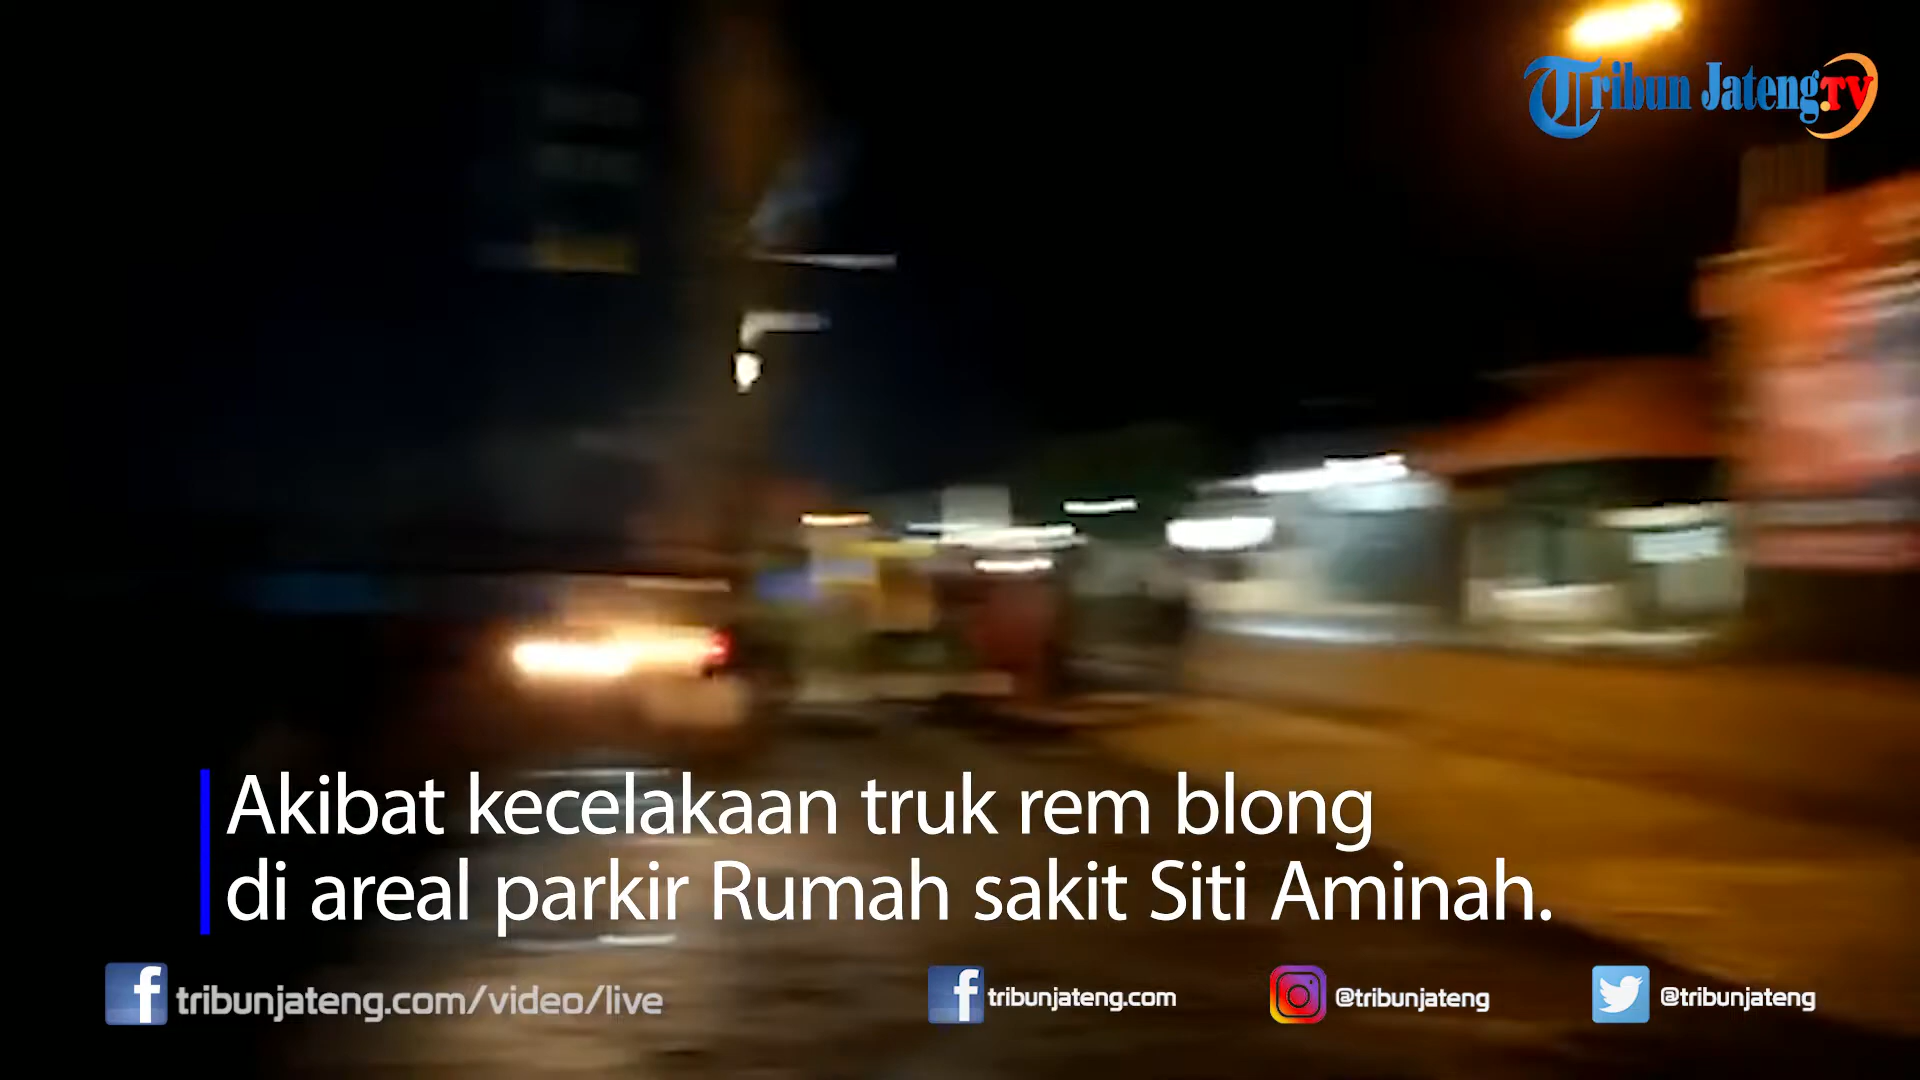 Tribun Jateng.TV
Akibat kecelakaan truk rem blong
di areal parkir Rumah sakit Siti Aminah.
tribunjateng.com/video/live
tribunjateng.com
@tribunjateng
@tribunjateng